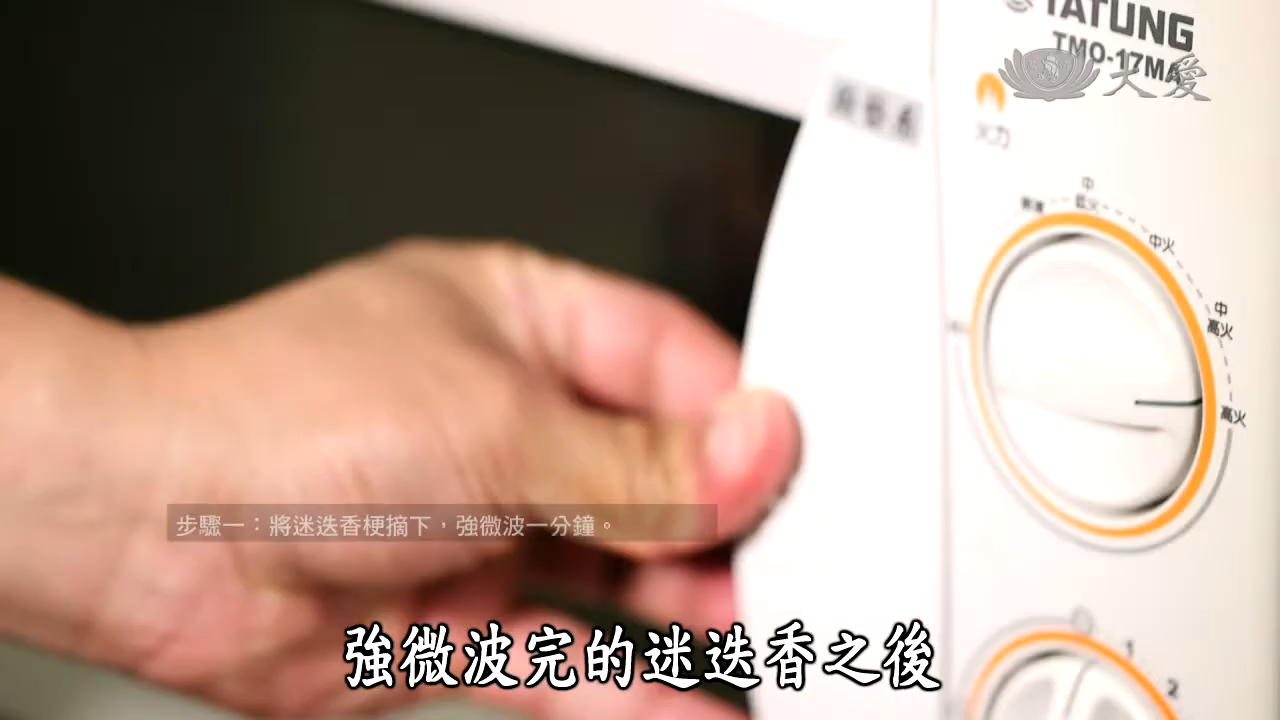 TATUNG
TMO-17MA
大愛
火力
中
火
中火
中
高火
高火
步驟一：將迷迭香梗摘下，強微波一分鐘。
1
2
強微波完的迷迭香之後